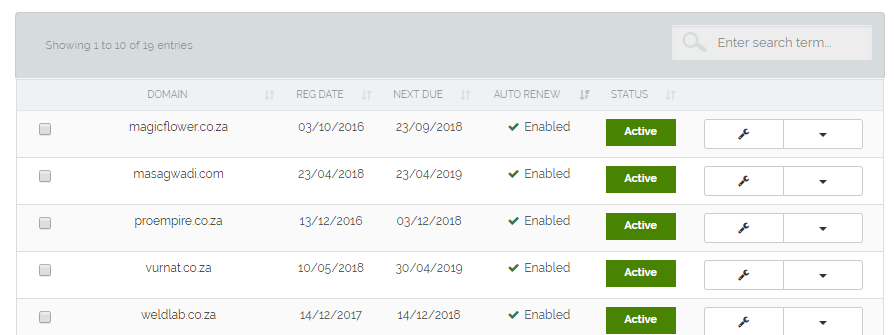 Showing 1 to 10 of 19 entries
Enter search term...
DOMAIN REG DATE NEXT DUE AUTO RENEW STATUS
magicflower.co.za 03/10/2016 23/09/2018 Enabled Active
masagwadi.com 23/04/2018 23/04/2019 Enabled Active
proempire.co.za 13/12/2016 03/12/2018 Enabled Active
vurnat.co.za 10/05/2018 30/04/2019 Enabled Active
weldlab.co.za 14/12/2017 14/12/2018 Enabled Active